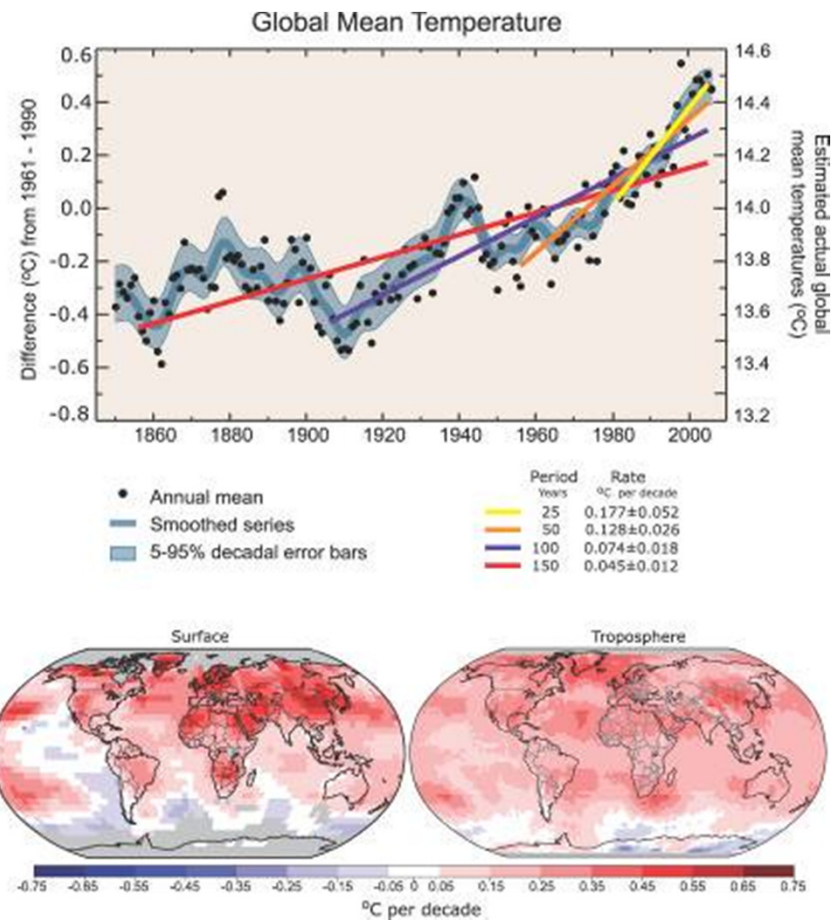 Global Mean Temperature
Difference (ºC) from 1961 - 1990
0.6
0.4
0.2
0.0
-0.2
-0.4
-0.6
-0.8
14.6
14.4
14.2
14.0
13.8
13.6
13.4
13.2
Estimated actual global
mean temperatures (ºC)
1860 1880 1900 1920 1940 1960 1980 2000
Annual mean
Smoothed series
5-95% decadal error bars
Period Rate
Years ºC per decade
25 0.177±0.052
50 0.128±0.026
100 0.074±0.018
150 0.045±0.012
Surface
Troposphere
-0.75 -0.65 -0.55 -0.45 -0.35 -0.25 -0.15 -0.05 0 0.05 0.15 0.25 0.35 0.45 0.55 0.65 0.75
ºC per decade